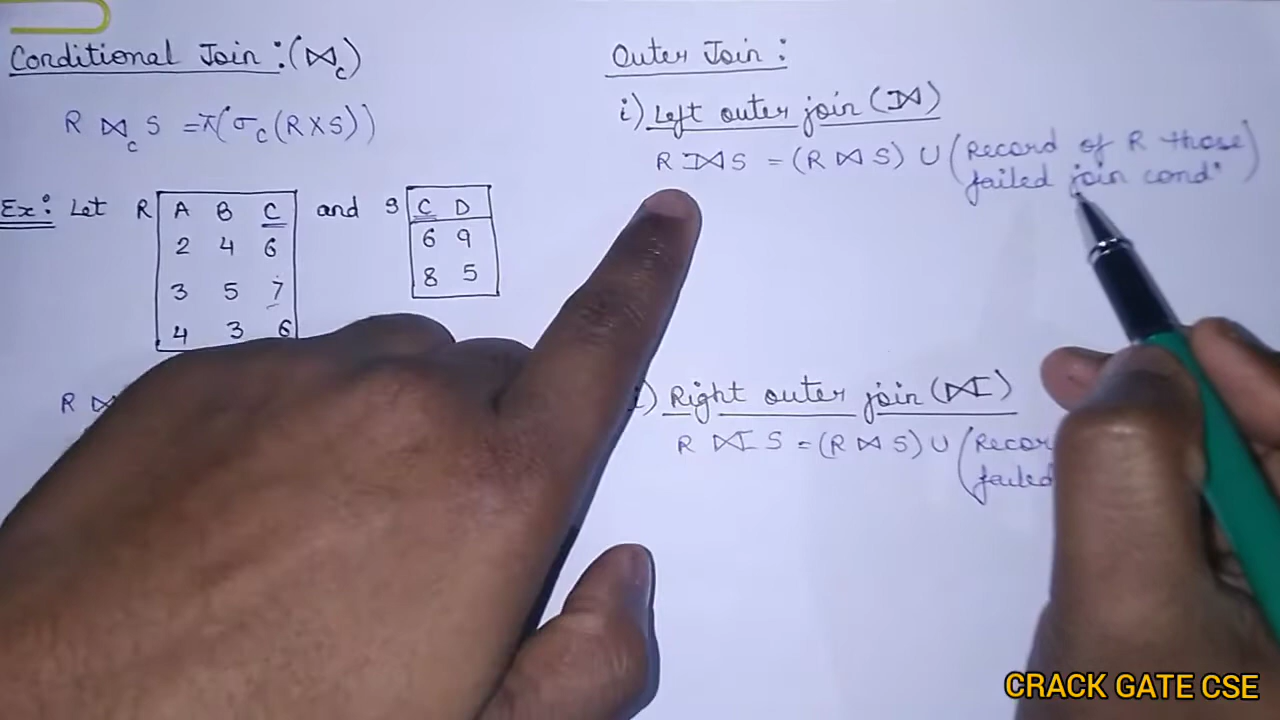 Conditional Join : (⋈c)
R ⋈c S = π(σc(R X S))
Ex: Let R
A B C
2 4 6
3 5 7
4 3 6
and S
C D
6 9
8 5
R ⋈
Outer Join :
i) Left outer join (⟕)
R ⟕ S = (R ⋈ S) ∪ (Record of R those
failed join condⁿ)
i) Right outer join (⟖)
R ⟖ S = (R ⋈ S) ∪ (Recor
failed
CRACK GATE CSE